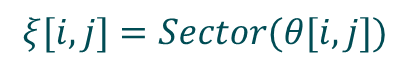 ξ[i,j] = Sector(θ[i,j])